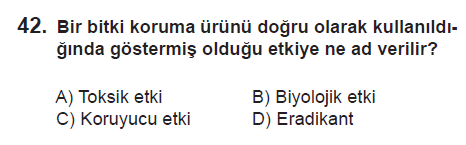 42. Bir bitki koruma ürünü doğru olarak kullanıldı-
ğında göstermiş olduğu etkiye ne ad verilir?
A) Toksik etki B) Biyolojik etki
C) Koruyucu etki D) Eradikant